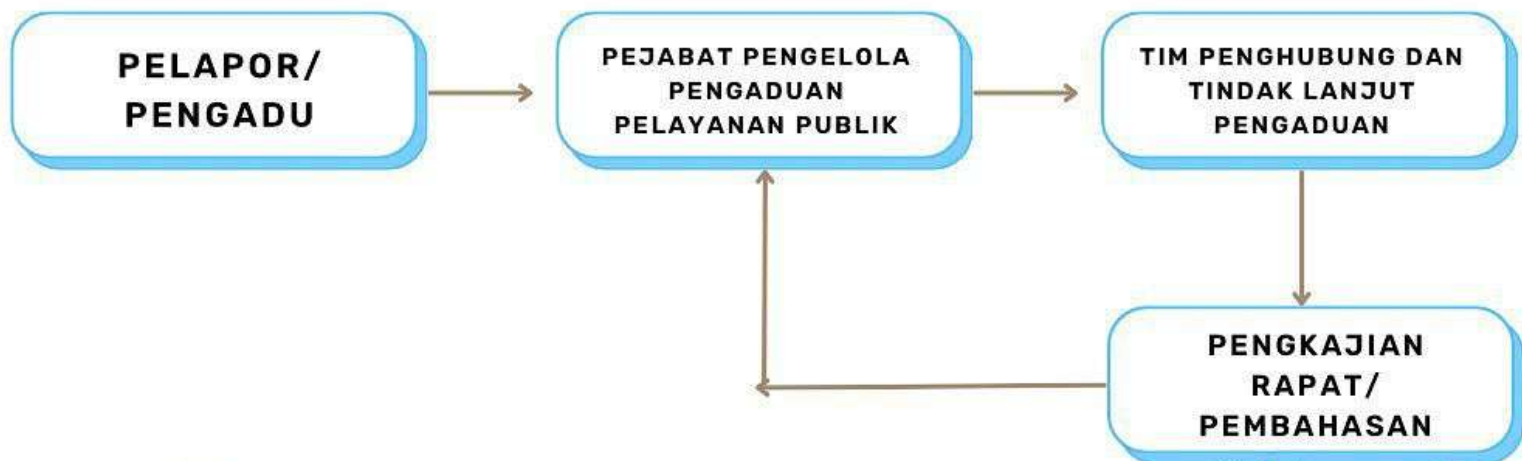 PELAPOR/
PENGADU
PEJABAT PENGELOLA
PENGADUAN
PELAYANAN PUBLIK
TIM PENGHUBUNG DAN
TINDAK LANJUT
PENGADUAN
PENGKAJIAN
RAPAT/
PEMBAHASAN